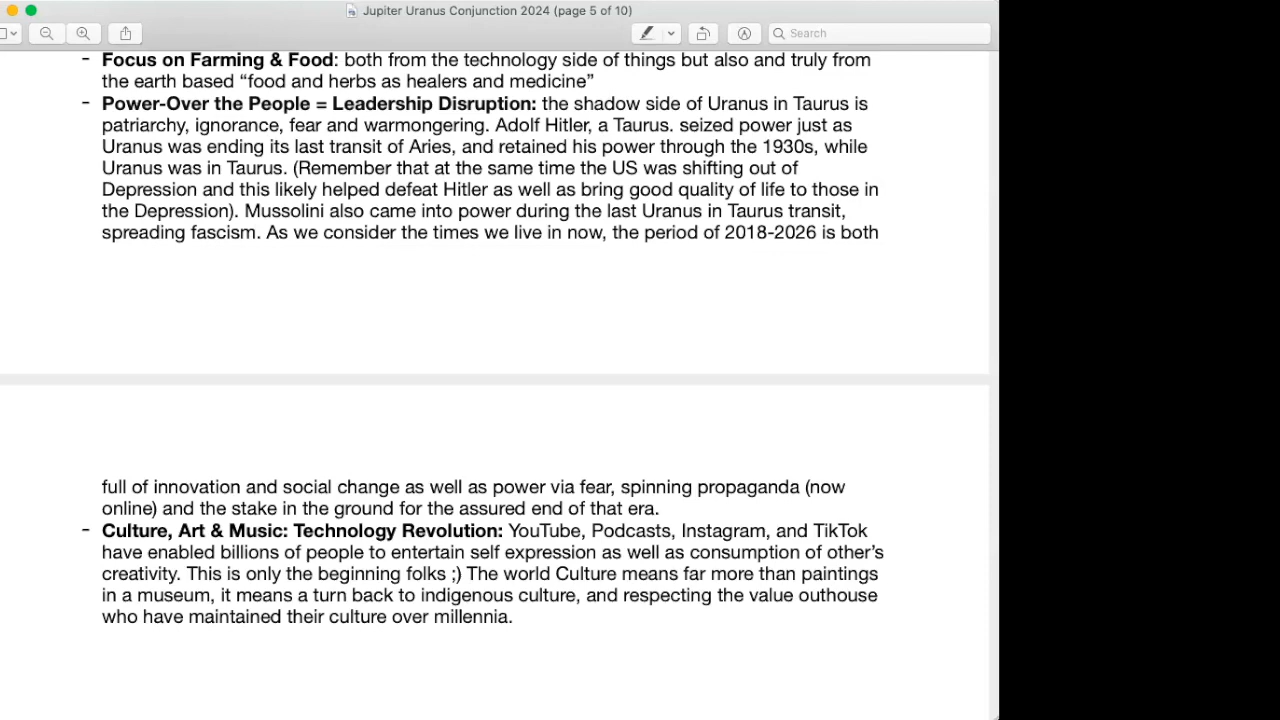 Jupiter Uranus Conjunction 2024 (page 5 of 10)
Search
- Focus on Farming & Food: both from the technology side of things but also and truly from
the earth based “food and herbs as healers and medicine”
- Power-Over the People = Leadership Disruption: the shadow side of Uranus in Taurus is
patriarchy, ignorance, fear and warmongering. Adolf Hitler, a Taurus. seized power just as
Uranus was ending its last transit of Aries, and retained his power through the 1930s, while
Uranus was in Taurus. (Remember that at the same time the US was shifting out of
Depression and this likely helped defeat Hitler as well as bring good quality of life to those in
the Depression). Mussolini also came into power during the last Uranus in Taurus transit,
spreading fascism. As we consider the times we live in now, the period of 2018-2026 is both
full of innovation and social change as well as power via fear, spinning propaganda (now
online) and the stake in the ground for the assured end of that era.
- Culture, Art & Music: Technology Revolution: YouTube, Podcasts, Instagram, and TikTok
have enabled billions of people to entertain self expression as well as consumption of other’s
creativity. This is only the beginning folks ;) The world Culture means far more than paintings
in a museum, it means a turn back to indigenous culture, and respecting the value outhouse
who have maintained their culture over millennia.